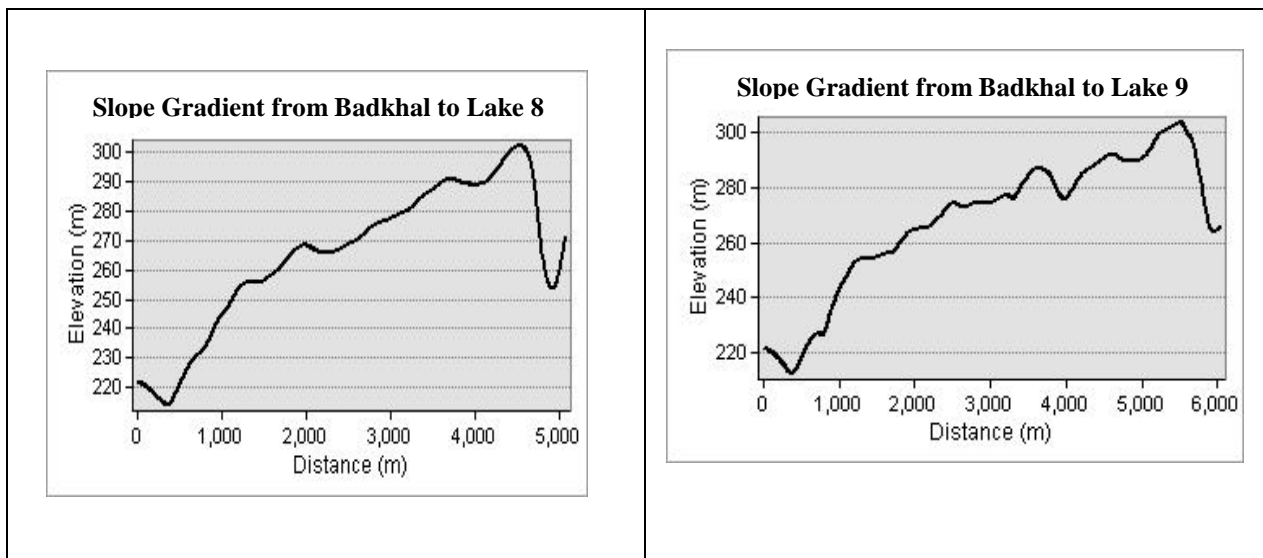 Slope Gradient from Badkhal to Lake 8
300
290
280
270
260
250
240
230
220
Elevation (m)
0 1,000 2,000 3,000 4,000 5,000
Distance (m)
Slope Gradient from Badkhal to Lake 9
300
280
260
240
220
Elevation (m)
0 1,000 2,000 3,000 4,000 5,000 6,000
Distance (m)